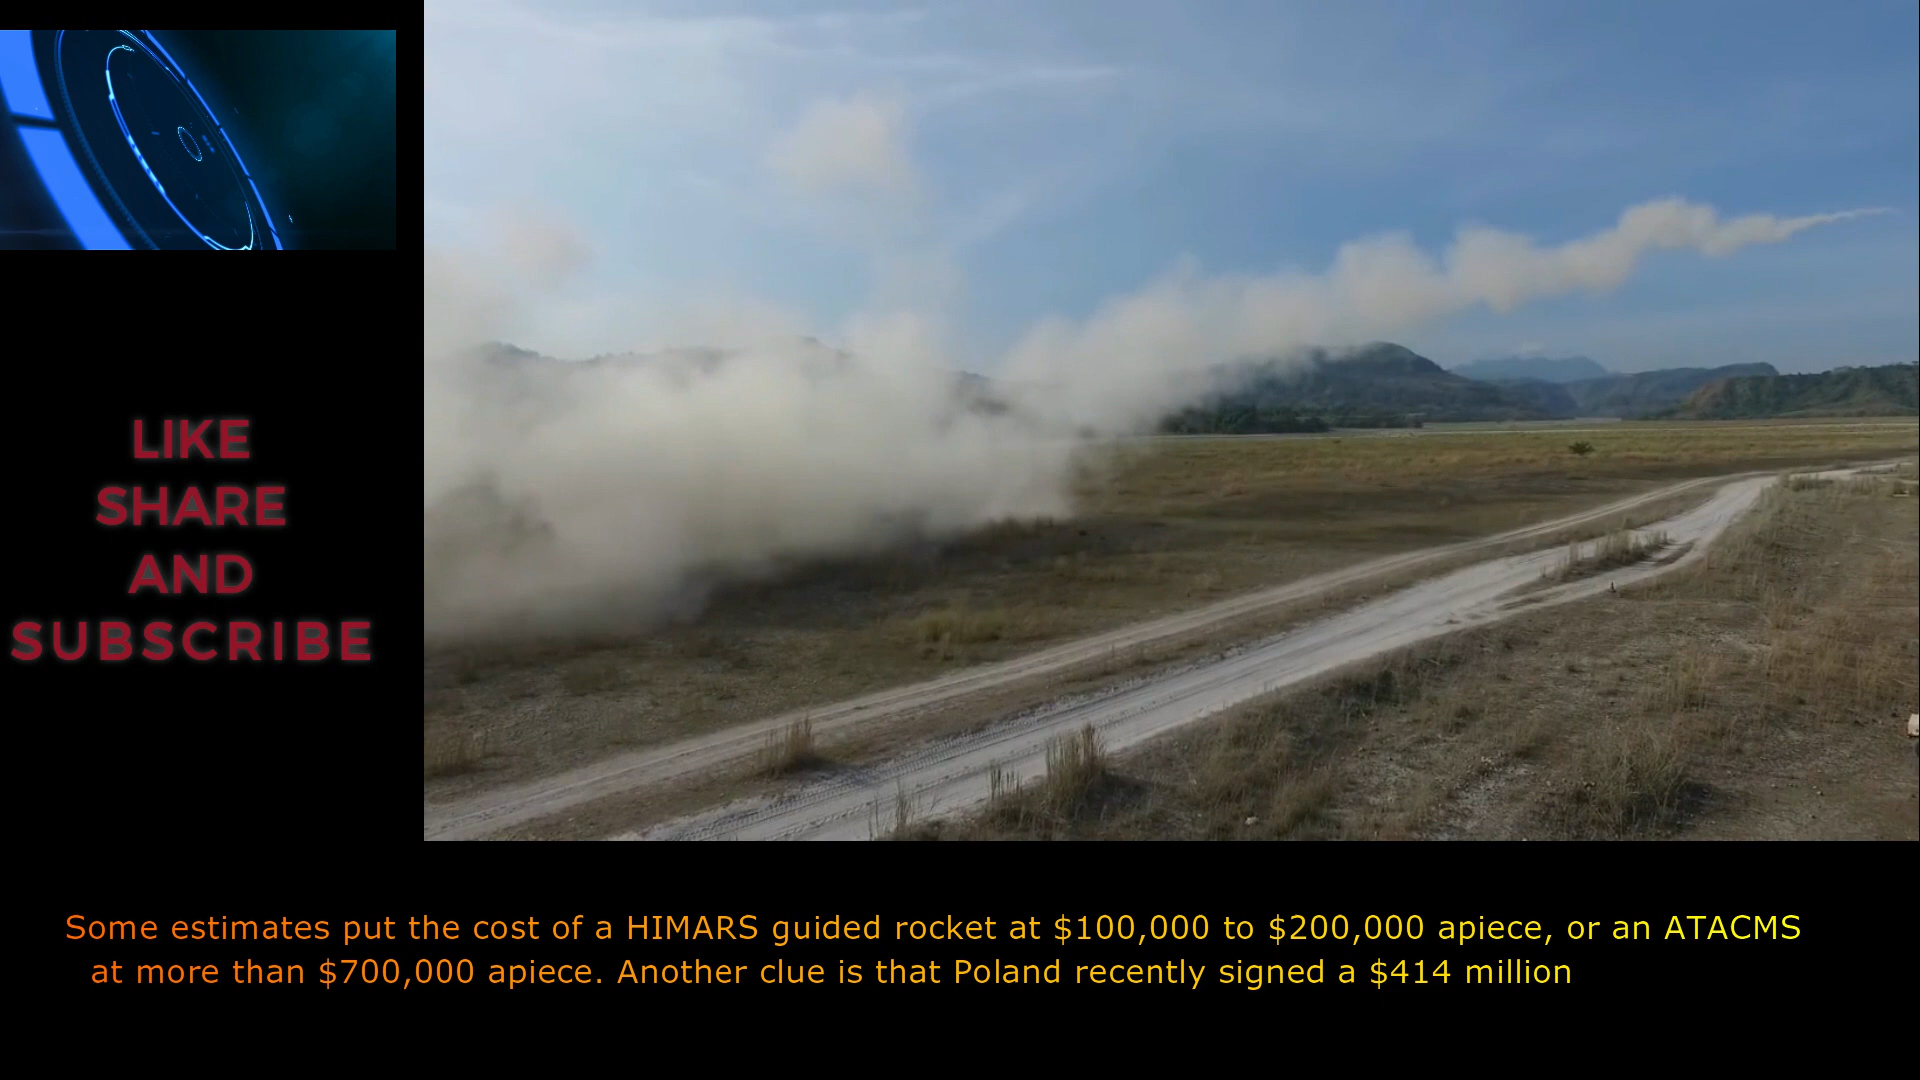 LIKE
SHARE
AND
SUBSCRIBE
Some estimates put the cost of a HIMARS guided rocket at $100,000 to $200,000 apiece, or an ATACMS
at more than $700,000 apiece. Another clue is that Poland recently signed a $414 million